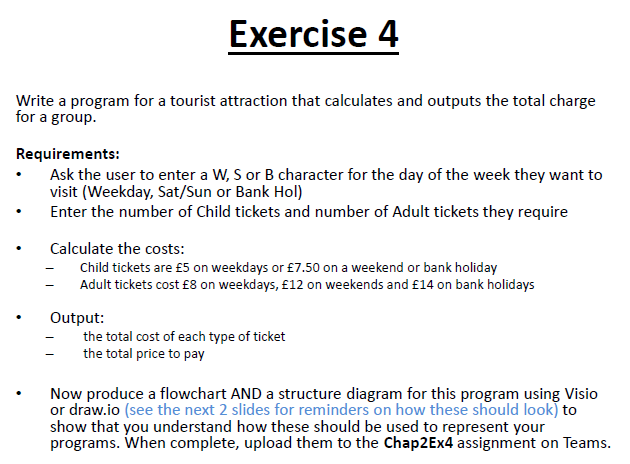 Exercise 4
Write a program for a tourist attraction that calculates and outputs the total charge
for a group.
Requirements:
• Ask the user to enter a W, S or B character for the day of the week they want to
visit (Weekday, Sat/Sun or Bank Hol)
• Enter the number of Child tickets and number of Adult tickets they require
• Calculate the costs:
– Child tickets are £5 on weekdays or £7.50 on a weekend or bank holiday
– Adult tickets cost £8 on weekdays, £12 on weekends and £14 on bank holidays
• Output:
– the total cost of each type of ticket
– the total price to pay
• Now produce a flowchart AND a structure diagram for this program using Visio
or draw.io (see the next 2 slides for reminders on how these should look) to
show that you understand how these should be used to represent your
programs. When complete, upload them to the Chap2Ex4 assignment on Teams.